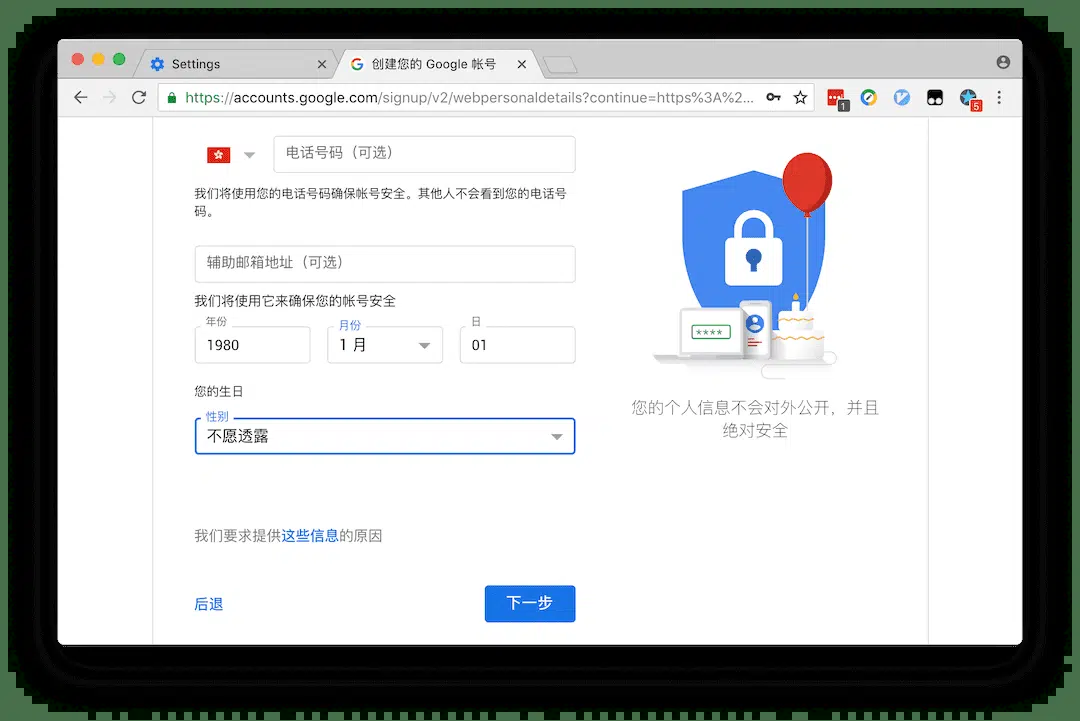 Settings
创建您的 Google 帐号
https://accounts.google.com/signup/v2/webpersonaldetails?continue=https%3A%2...
1
5
电话号码（可选）
我们将使用您的电话号码确保帐号安全。其他人不会看到您的电话号
码。
辅助邮箱地址（可选）
我们将使用它来确保您的帐号安全
年份
月份
日
1980
1 月
01
您的生日
性别
不愿透露
我们要求提供这些信息的原因
后退
下一步
****
您的个人信息不会对外公开，并且
绝对安全